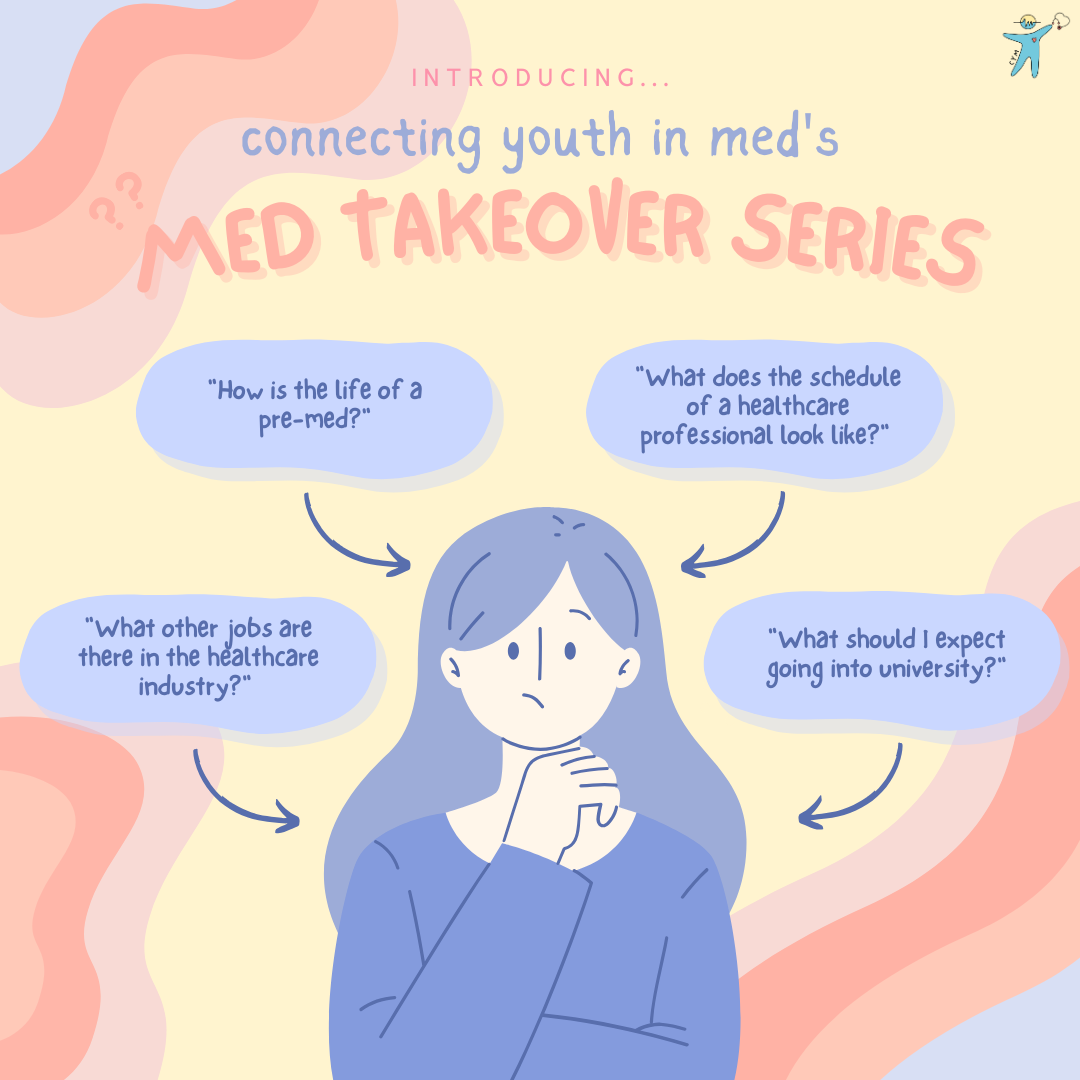 INTRODUCING...
connecting youth in med's
??
MED TAKEOVER SERIES
"How is the life of a
pre-med?"
"What does the schedule
of a healthcare
professional look like?"
"What other jobs are
there in the healthcare
industry?"
"What should I expect
going into university?"
CYM